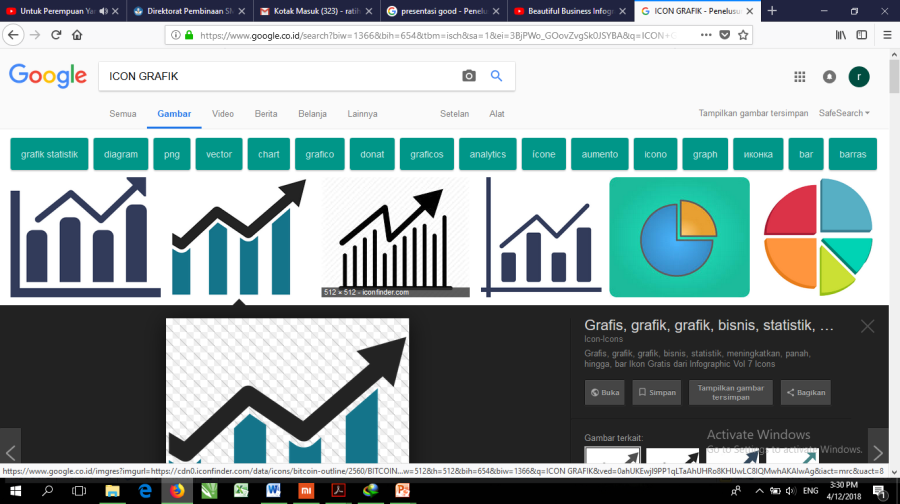 Untuk Perempuan Yan
Direktorat Pembinaan SM
Kotak Masuk (323) - ratih
presentasi good - Penelus
Beautiful Business Infogr
ICON GRAFIK - Penelusu
https://www.google.co.id/search?biw=1366&bih=654&tbm=isch&sa=1&ei=3BjPWo_GOovZvgSk0JSYBA&q=ICON+G
Google
ICON GRAFIK
r
Semua
Gambar
Video
Berita
Belanja
Lainnya
Setelan
Alat
Tampilkan gambar tersimpan
SafeSearch
grafik statistik
diagram
png
vector
chart
grafico
donat
graficos
analytics
ícone
aumento
icono
graph
иконка
bar
barras
512 × 512 - iconfinder.com
Grafis, grafik, grafik, bisnis, statistik, …
Icon-Icons
Grafis, grafik, grafik, bisnis, statistik, meningkatkan, panah,
hingga, bar Ikon Gratis dari Infographic Vol 7 Icons
Buka
Simpan
Tampilkan gambar
tersimpan
Bagikan
Gambar terkait:
Activate Windows
Go to Settings to activate Windows.
https://www.google.co.id/imgres?imgurl=https://cdn0.iconfinder.com/data/icons/bitcoin-outline/2560/BITCOIN...w=512&h=512&bih=654&biw=1366&q=ICON GRAFIK&ved=0ahUKEwjI9PP1qLTaAhUHRo8KHUwLC8IQMwhAKAIwAg&iact=mrc&uact=8
ENG
3:30 PM
4/12/2018
1